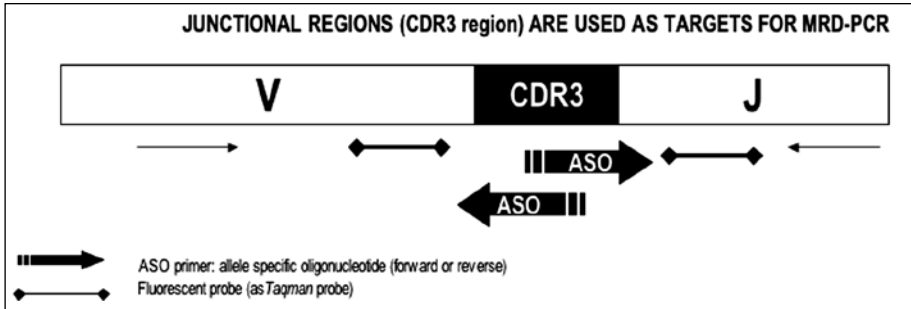 JUNCTIONAL REGIONS (CDR3 region) ARE USED AS TARGETS FOR MRD-PCR
V CDR3 J
ASO
ASO
ASO primer: allele specific oligonucleotide (forward or reverse)
Fluorescent probe (as Taqman probe)